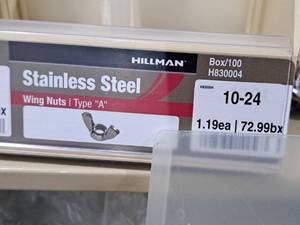 HILLMAN
Box/100
H830004
Stainless Steel
Wing Nuts | Type "A"
10-24
1.19ea | 72.99bx